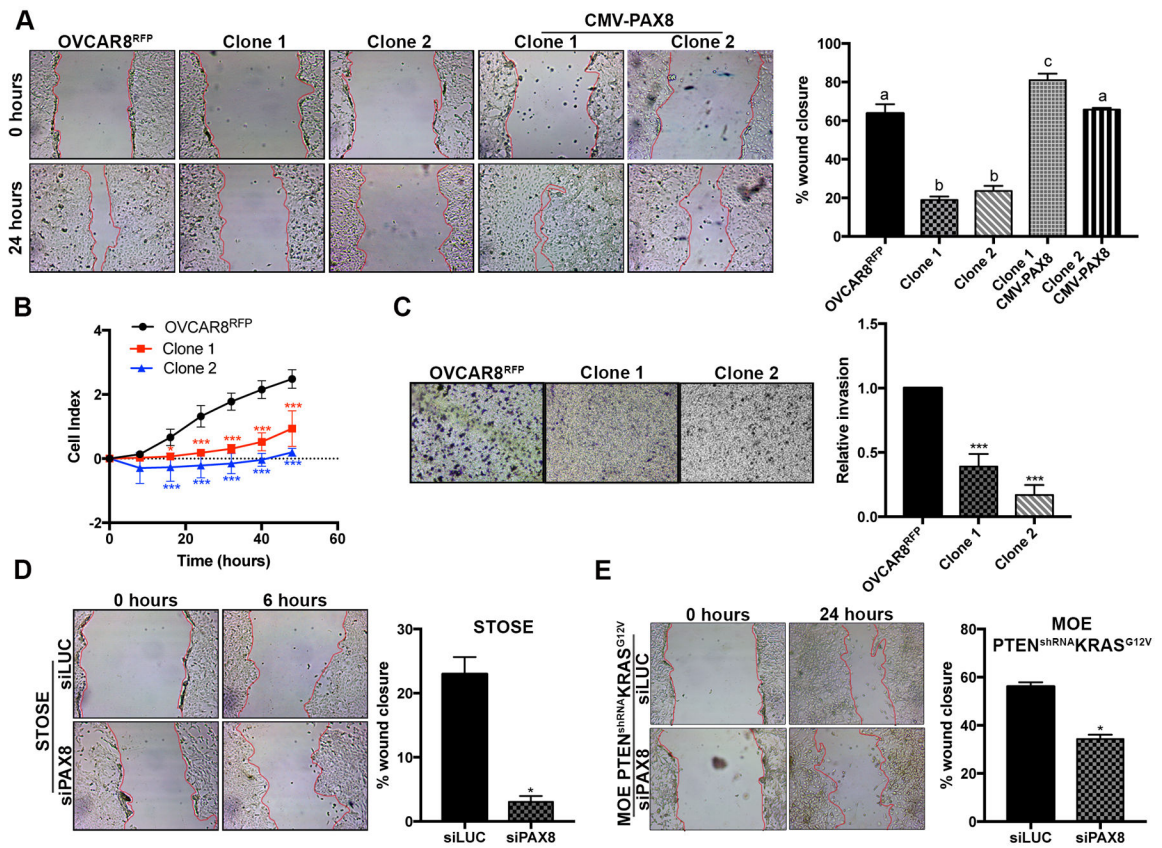 A
CMV-PAX8
OVCAR8RFP Clone 1 Clone 2 Clone 1 Clone 2
0 hours
24 hours
% wound closure
100
80
60
40
20
0
a
b
b
c
a
OVCAR8RFP
Clone 1
Clone 2
Clone 1
CMV-PAX8
Clone 2
CMV-PAX8
B
OVCAR8RFP
Clone 1
Clone 2
Cell Index
4
2
0
-2
* *** *** *** ***
*** *** *** *** ***
0 20 40 60
Time (hours)
C
OVCAR8RFP Clone 1 Clone 2
Relative invasion
1.5
1.0
0.5
0.0
***
***
OVCAR8RFP
Clone 1
Clone 2
D
0 hours 6 hours
STOSE
siLUC
siPAX8
STOSE
% wound closure
30
20
10
0
*
siLUC siPAX8
E
0 hours 24 hours
MOE PTENshRNAKRASG12V
siLUC
siPAX8
MOE
PTENshRNAKRASG12V
% wound closure
80
60
40
20
0
*
siLUC siPAX8